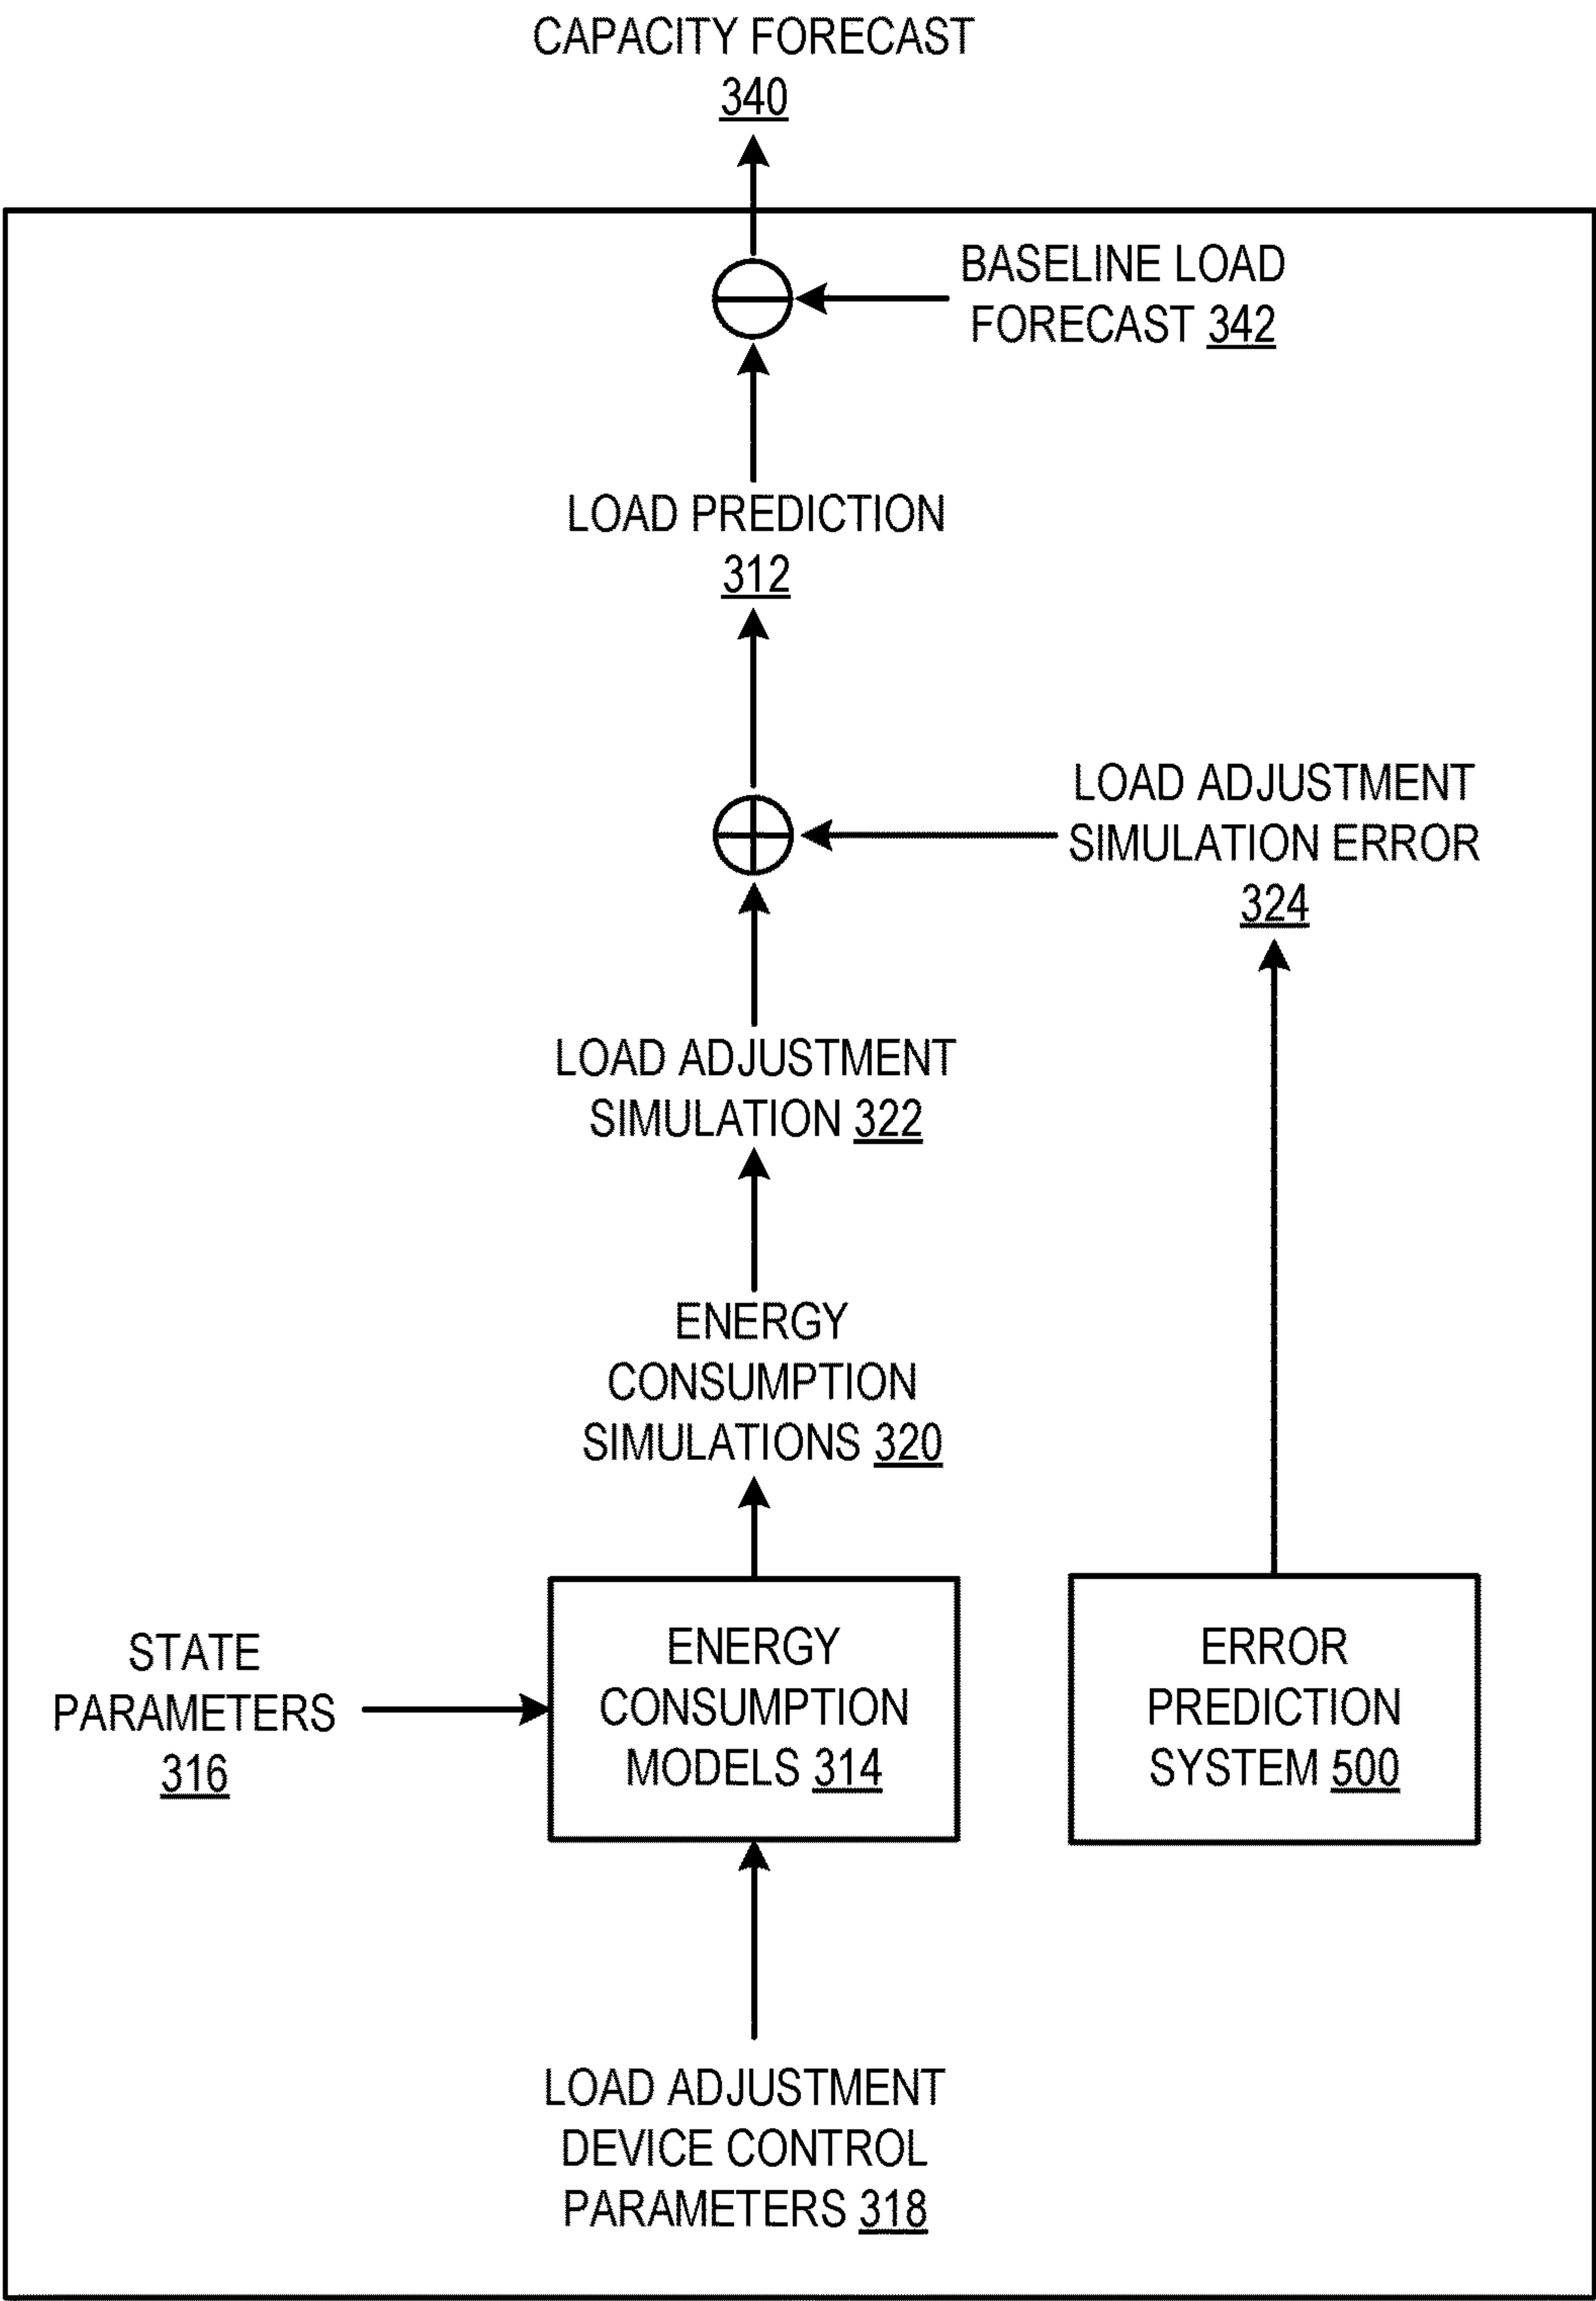 CAPACITY FORECAST
340
BASELINE LOAD
FORECAST 342
LOAD PREDICTION
312
LOAD ADJUSTMENT
SIMULATION ERROR
324
LOAD ADJUSTMENT
SIMULATION 322
ENERGY
CONSUMPTION
SIMULATIONS 320
STATE
PARAMETERS
316
ENERGY
CONSUMPTION
MODELS 314
ERROR
PREDICTION
SYSTEM 500
LOAD ADJUSTMENT
DEVICE CONTROL
PARAMETERS 318